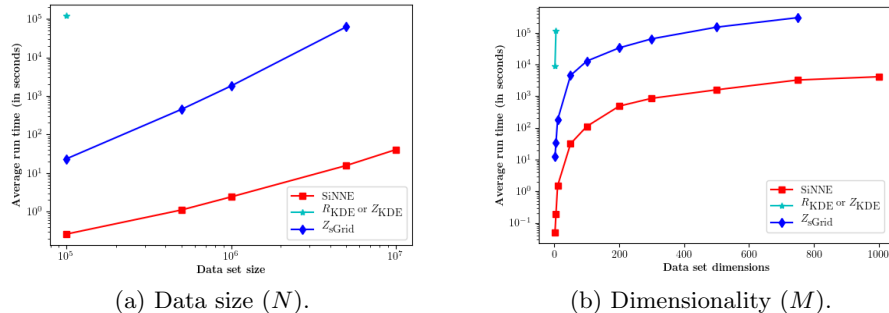 Average run time (in seconds)
10^5
10^4
10^3
10^2
10^1
10^0
10^5
10^6
10^7
Data set size
SiNNE
R_KDE or Z_KDE
Z_sGrid
(a) Data size (N).
Average run time (in seconds)
10^5
10^4
10^3
10^2
10^1
10^0
10^-1
0
200
400
600
800
1000
Data set dimensions
SiNNE
R_KDE or Z_KDE
Z_sGrid
(b) Dimensionality (M).